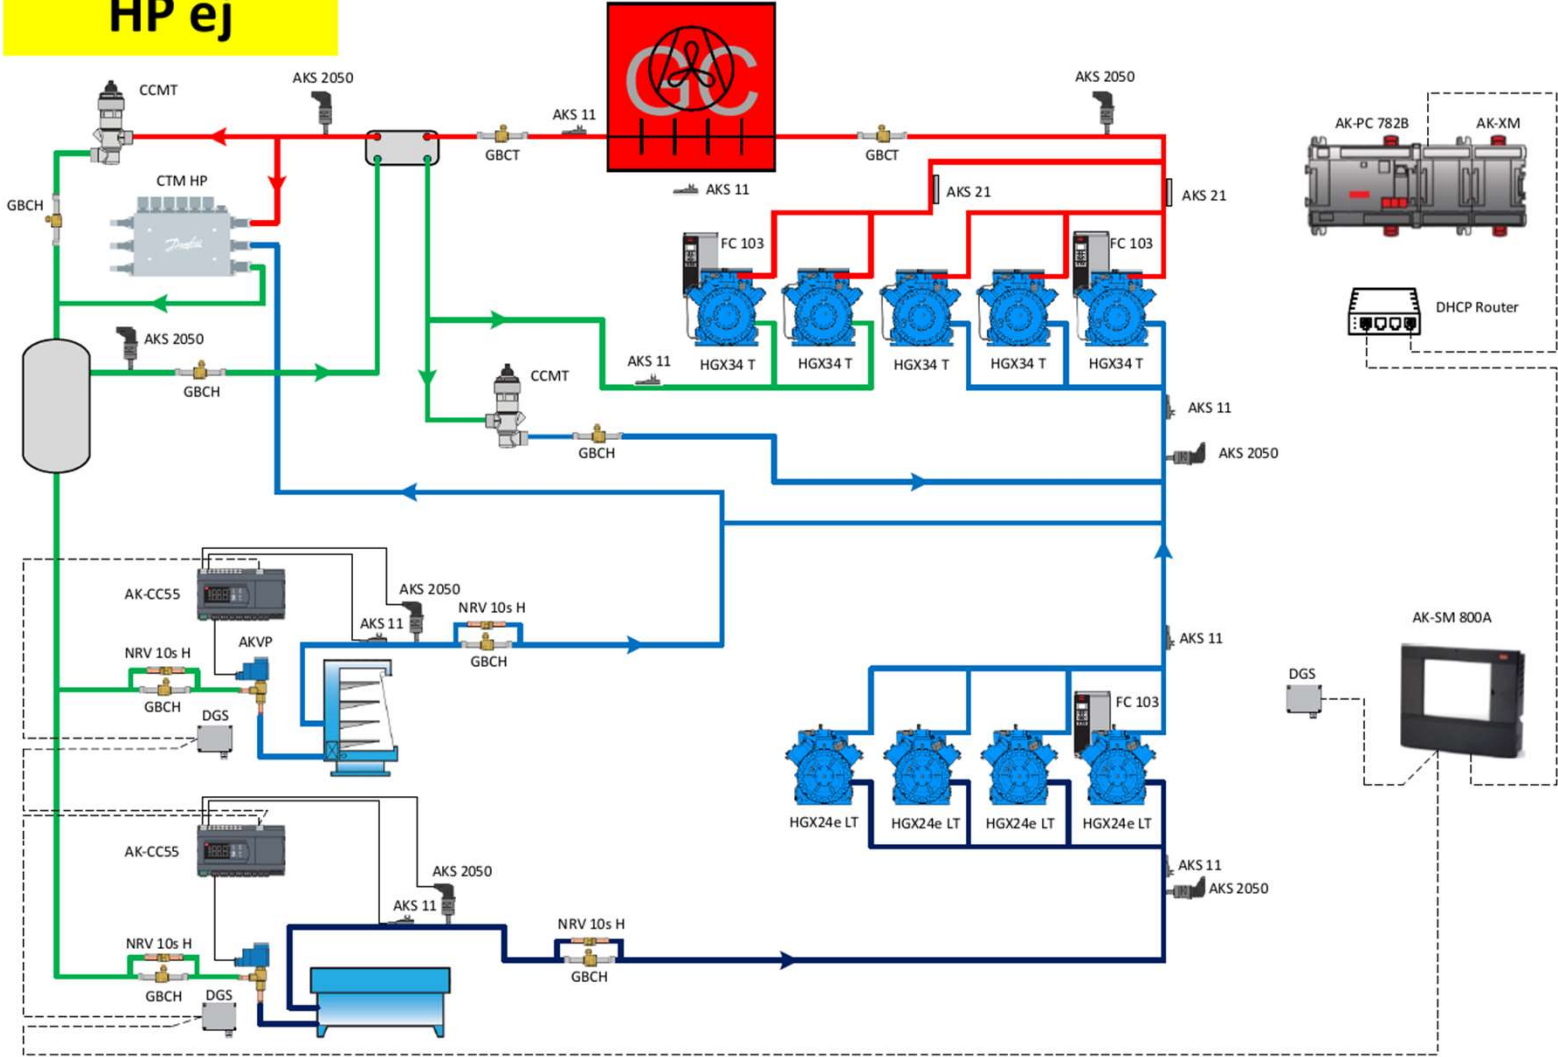 HP ej
CCMT
AKS 2050
AKS 11
GBCT
GC
GBCT
AKS 2050
AK-PC 782B
AK-XM
CTM HP
AKS 11
AKS 21
AKS 21
GBCH
Danfoss
FC 103
FC 103
DHCP Router
AKS 2050
HGX34 T
HGX34 T
HGX34 T
HGX34 T
HGX34 T
AKS 11
CCMT
GBCH
AKS 11
GBCH
AKS 2050
AK-CC55
AKS 2050
NRV 10s H
AKS 11
GBCH
AKVP
NRV 10s H
GBCH
DGS
AKS 11
AK-SM 800A
DGS
FC 103
HGX24e LT
HGX24e LT
HGX24e LT
HGX24e LT
AK-CC55
AKS 2050
AKS 11
AKS 11
AKS 2050
NRV 10s H
GBCH
NRV 10s H
GBCH
DGS